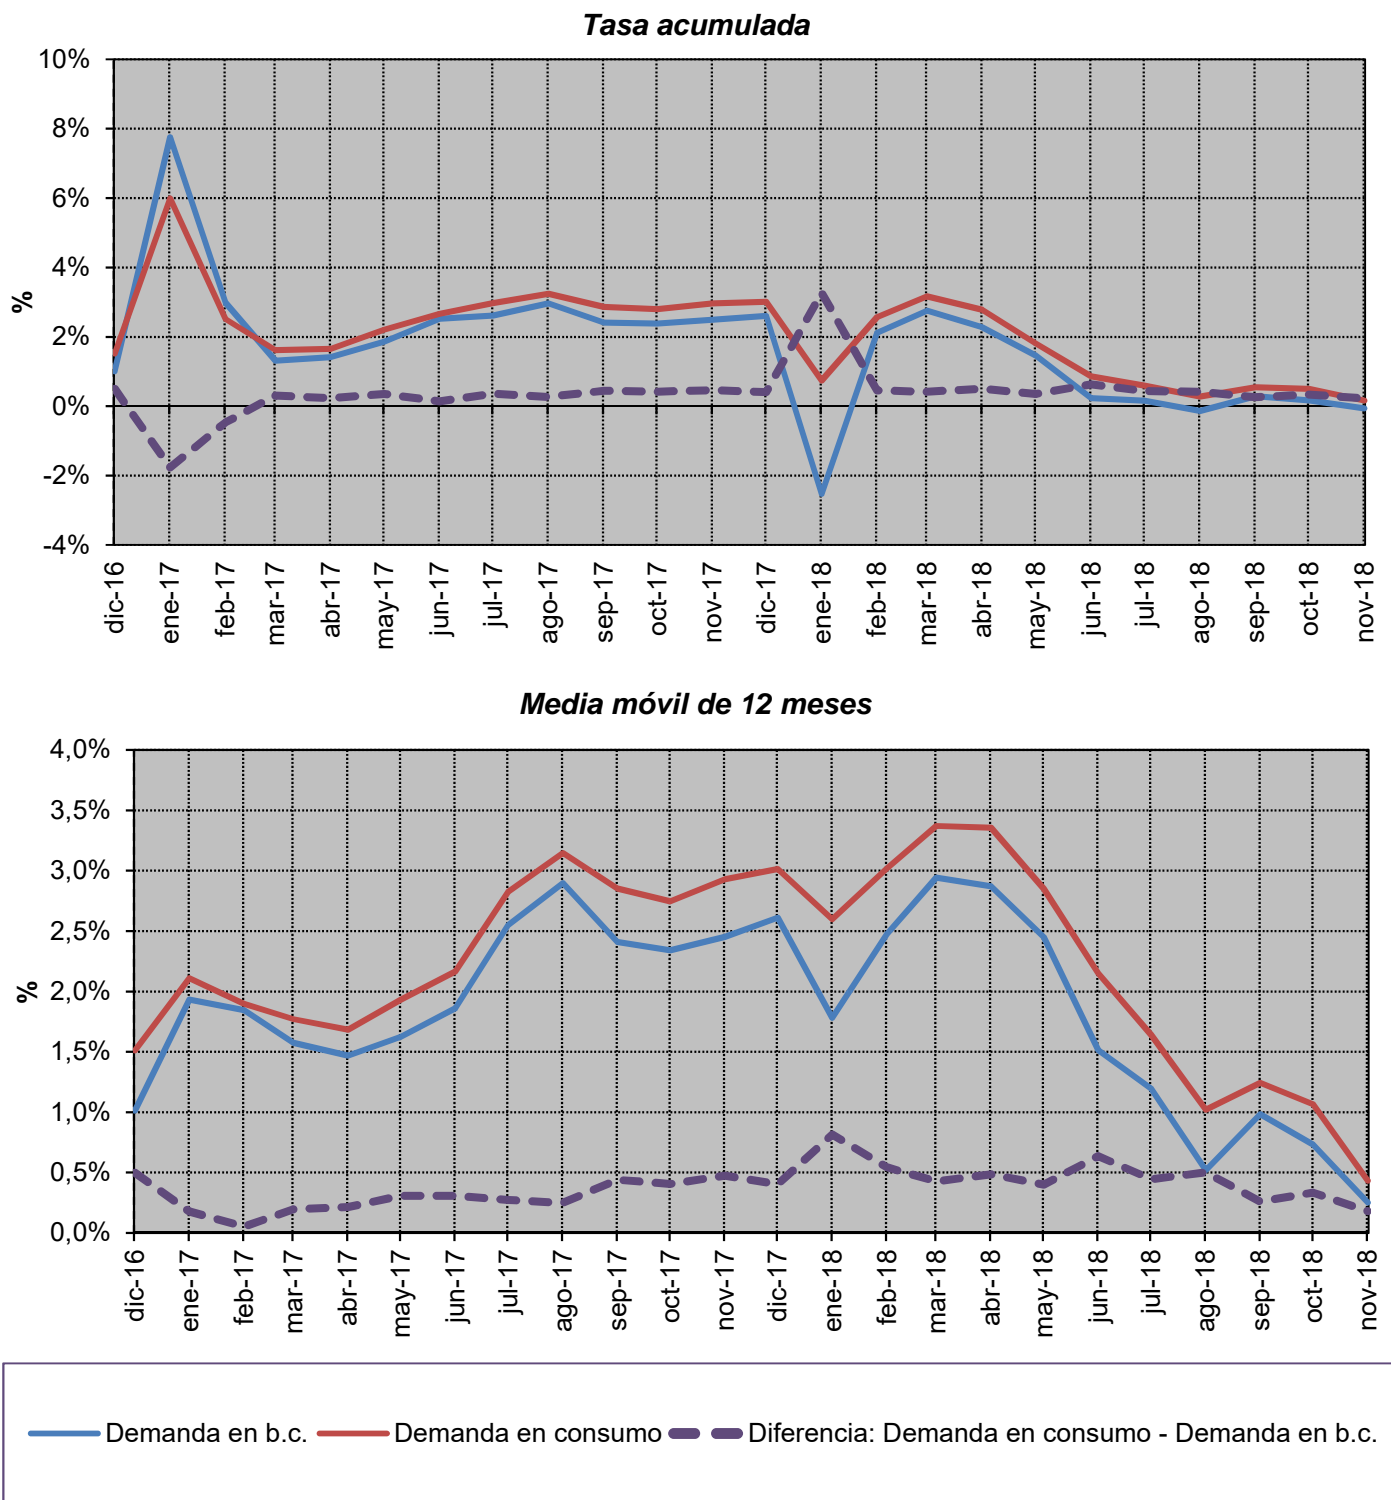 Tasa acumulada
10%
8%
6%
4%
2%
0%
-2%
-4%
%
dic-16
ene-17
feb-17
mar-17
abr-17
may-17
jun-17
jul-17
ago-17
sep-17
oct-17
nov-17
dic-17
ene-18
feb-18
mar-18
abr-18
may-18
jun-18
jul-18
ago-18
sep-18
oct-18
nov-18
Media móvil de 12 meses
4,0%
3,5%
3,0%
2,5%
2,0%
1,5%
1,0%
0,5%
0,0%
%
dic-16
ene-17
feb-17
mar-17
abr-17
may-17
jun-17
jul-17
ago-17
sep-17
oct-17
nov-17
dic-17
ene-18
feb-18
mar-18
abr-18
may-18
jun-18
jul-18
ago-18
sep-18
oct-18
nov-18
Demanda en b.c. Demanda en consumo Diferencia: Demanda en consumo - Demanda en b.c.